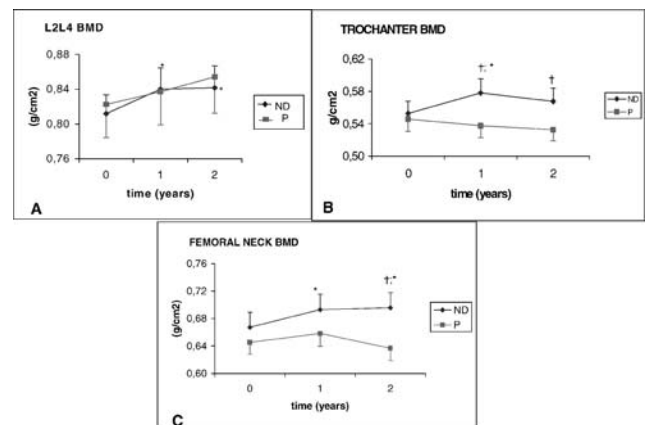 L2L4 BMD
0,88
0,84
0,80
0,76
(g/cm2)
*
*
ND
P
0 1 2
time (years)
A
TROCHANTER BMD
0,62
0,58
0,54
0,50
g/cm2
†; *
†
ND
P
0 1 2
time (years)
B
FEMORAL NECK BMD
0,76
0,72
0,68
0,64
0,60
(g/cm2)
*
†;*
ND
P
0 1 2
time (years)
C